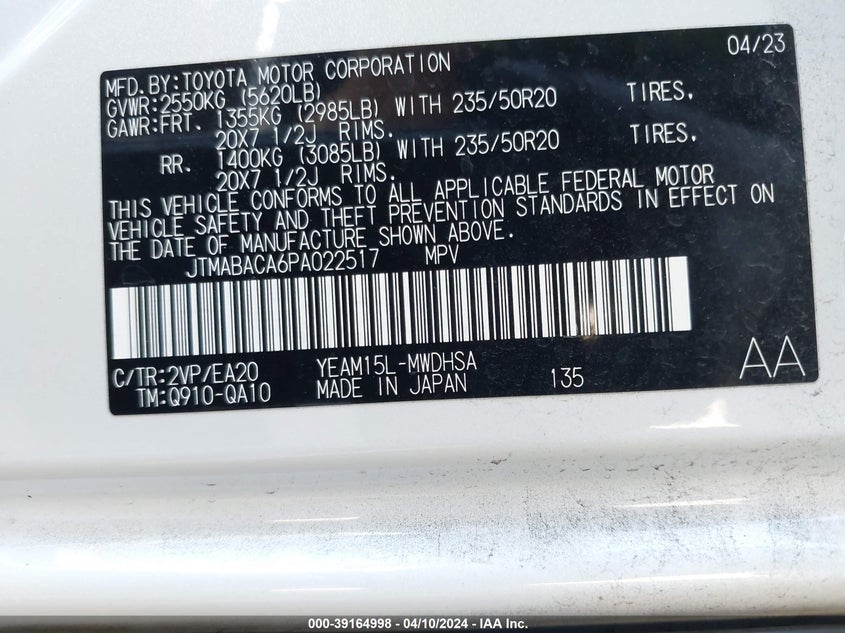 04/23
MFD.BY:TOYOTA MOTOR CORPORATION
GVWR:2550KG (5620LB)
GAWR:FRT. 1355KG (2985LB) WITH 235/50R20 TIRES,
20X7 1/2J RIMS.
RR. 1400KG (3085LB) WITH 235/50R20 TIRES,
20X7 1/2J RIMS.
THIS VEHICLE CONFORMS TO ALL APPLICABLE FEDERAL MOTOR
VEHICLE SAFETY AND THEFT PREVENTION STANDARDS IN EFFECT ON
THE DATE OF MANUFACTURE SHOWN ABOVE.
JTMABACA6PA022517 MPV
C/TR:2VP/EA20 YEAM15L-MWDHSA
TM:Q910-QA10 MADE IN JAPAN 135 AA
000-39164998 - 04/10/2024 - IAA Inc.